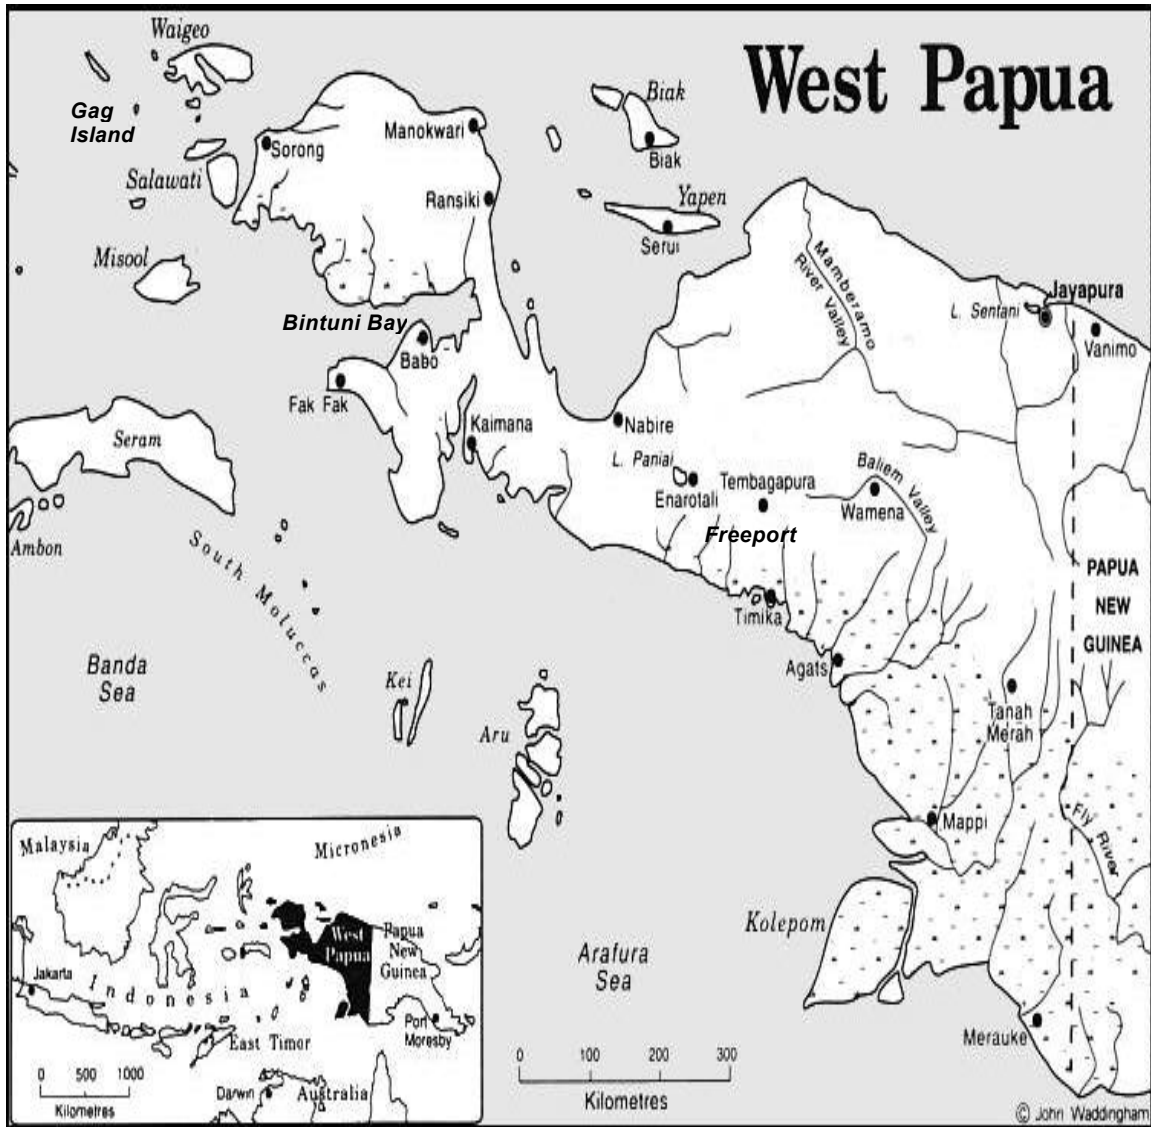 West Papua
Waigeo
Gag
Island
Salawati
Misool
Sorong
Manokwari
Ransiki
Biak
Biak
Yapen
Serui
Mamberamo
River Valley
Jayapura
L. Sentani
Vanimo
Bintuni Bay
Babo
Fak Fak
Kaimana
Nabire
L. Paniai
Enarotali
Tembagapura
Freeport
Baliem Valley
Wamena
Seram
Ambon
South Moluccas
Timika
Agats
PAPUA
NEW
GUINEA
Banda
Sea
Kei
Aru
Tanah
Merah
Mappi
Fly River
Kolepom
Arafura
Sea
Merauke
0 100 200 300
Kilometres
© John Waddingham
Malaysia
Micronesia
West
Papua
Papua
New
Guinea
Jakarta
Indonesia
East Timor
Port
Moresby
0 500 1000
Kilometres
Darwin
Australia